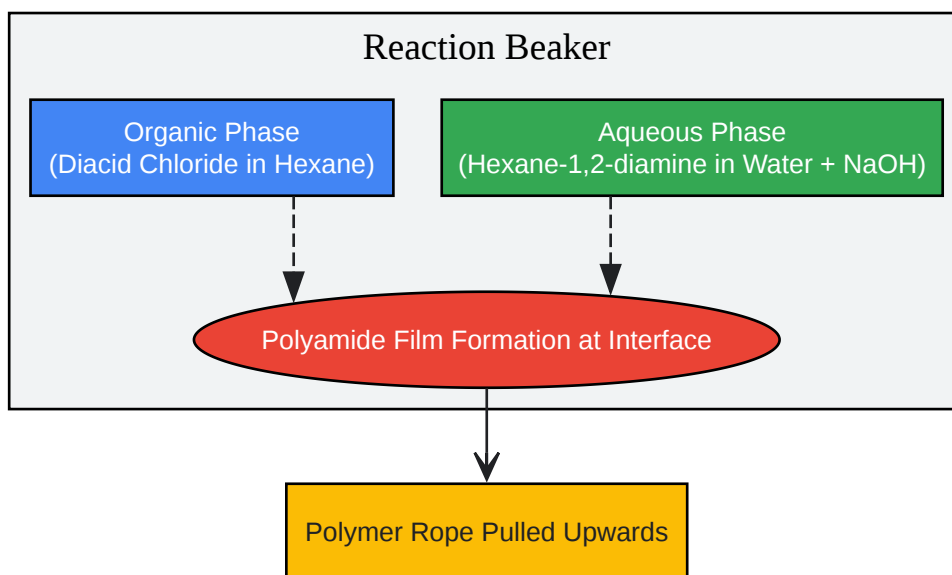 Reaction Beaker
Organic Phase
(Diacid Chloride in Hexane)
Aqueous Phase
(Hexane-1,2-diamine in Water + NaOH)
Polyamide Film Formation at Interface
Polymer Rope Pulled Upwards